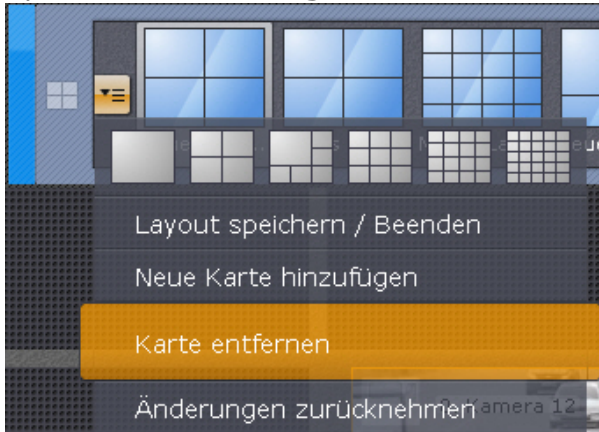 Layout speichern / Beenden
Neue Karte hinzufügen
Karte entfernen
Änderungen zurücknehmen
Kamera 12